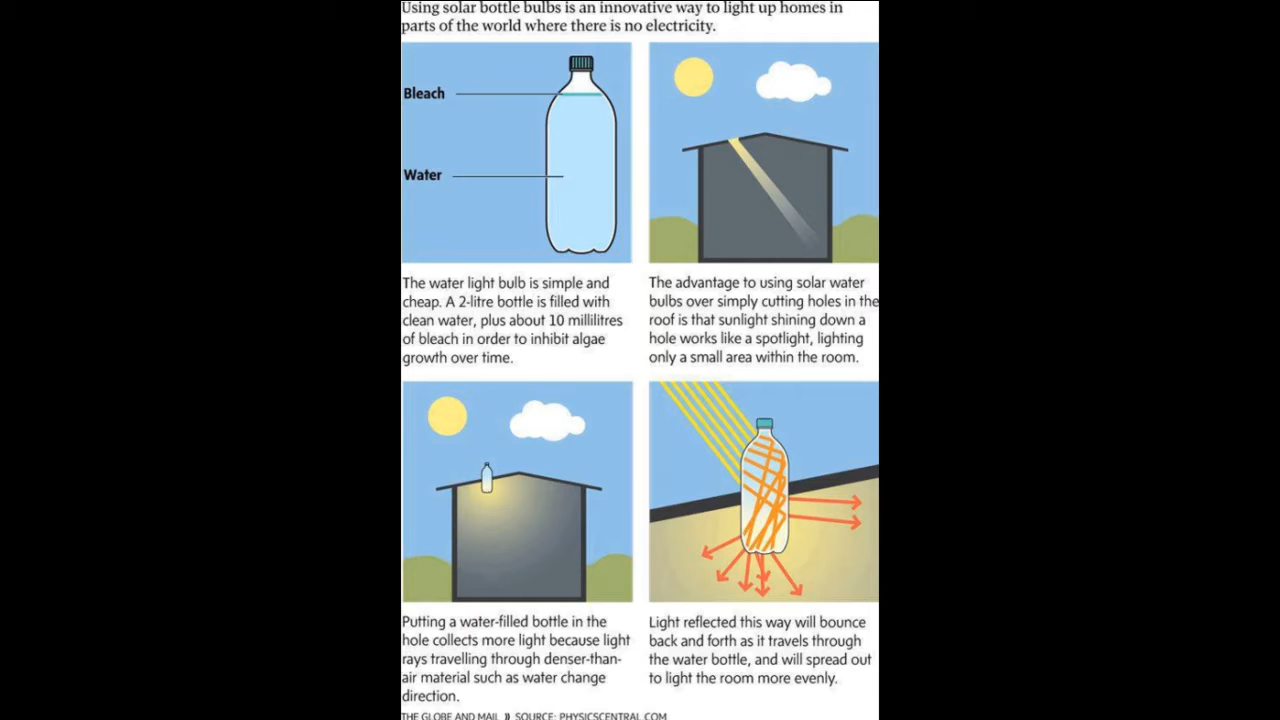 Using solar bottle bulbs is an innovative way to light up homes in
parts of the world where there is no electricity.
Bleach
Water
The water light bulb is simple and
cheap. A 2-litre bottle is filled with
clean water, plus about 10 millilitres
of bleach in order to inhibit algae
growth over time.
The advantage to using solar water
bulbs over simply cutting holes in the
roof is that sunlight shining down a
hole works like a spotlight, lighting
only a small area within the room.
Putting a water-filled bottle in the
hole collects more light because light
rays travelling through denser-than-
air material such as water change
direction.
Light reflected this way will bounce
back and forth as it travels through
the water bottle, and will spread out
to light the room more evenly.
THE GLOBE AND MAIL » SOURCE: PHYSICSCENTRAL.COM